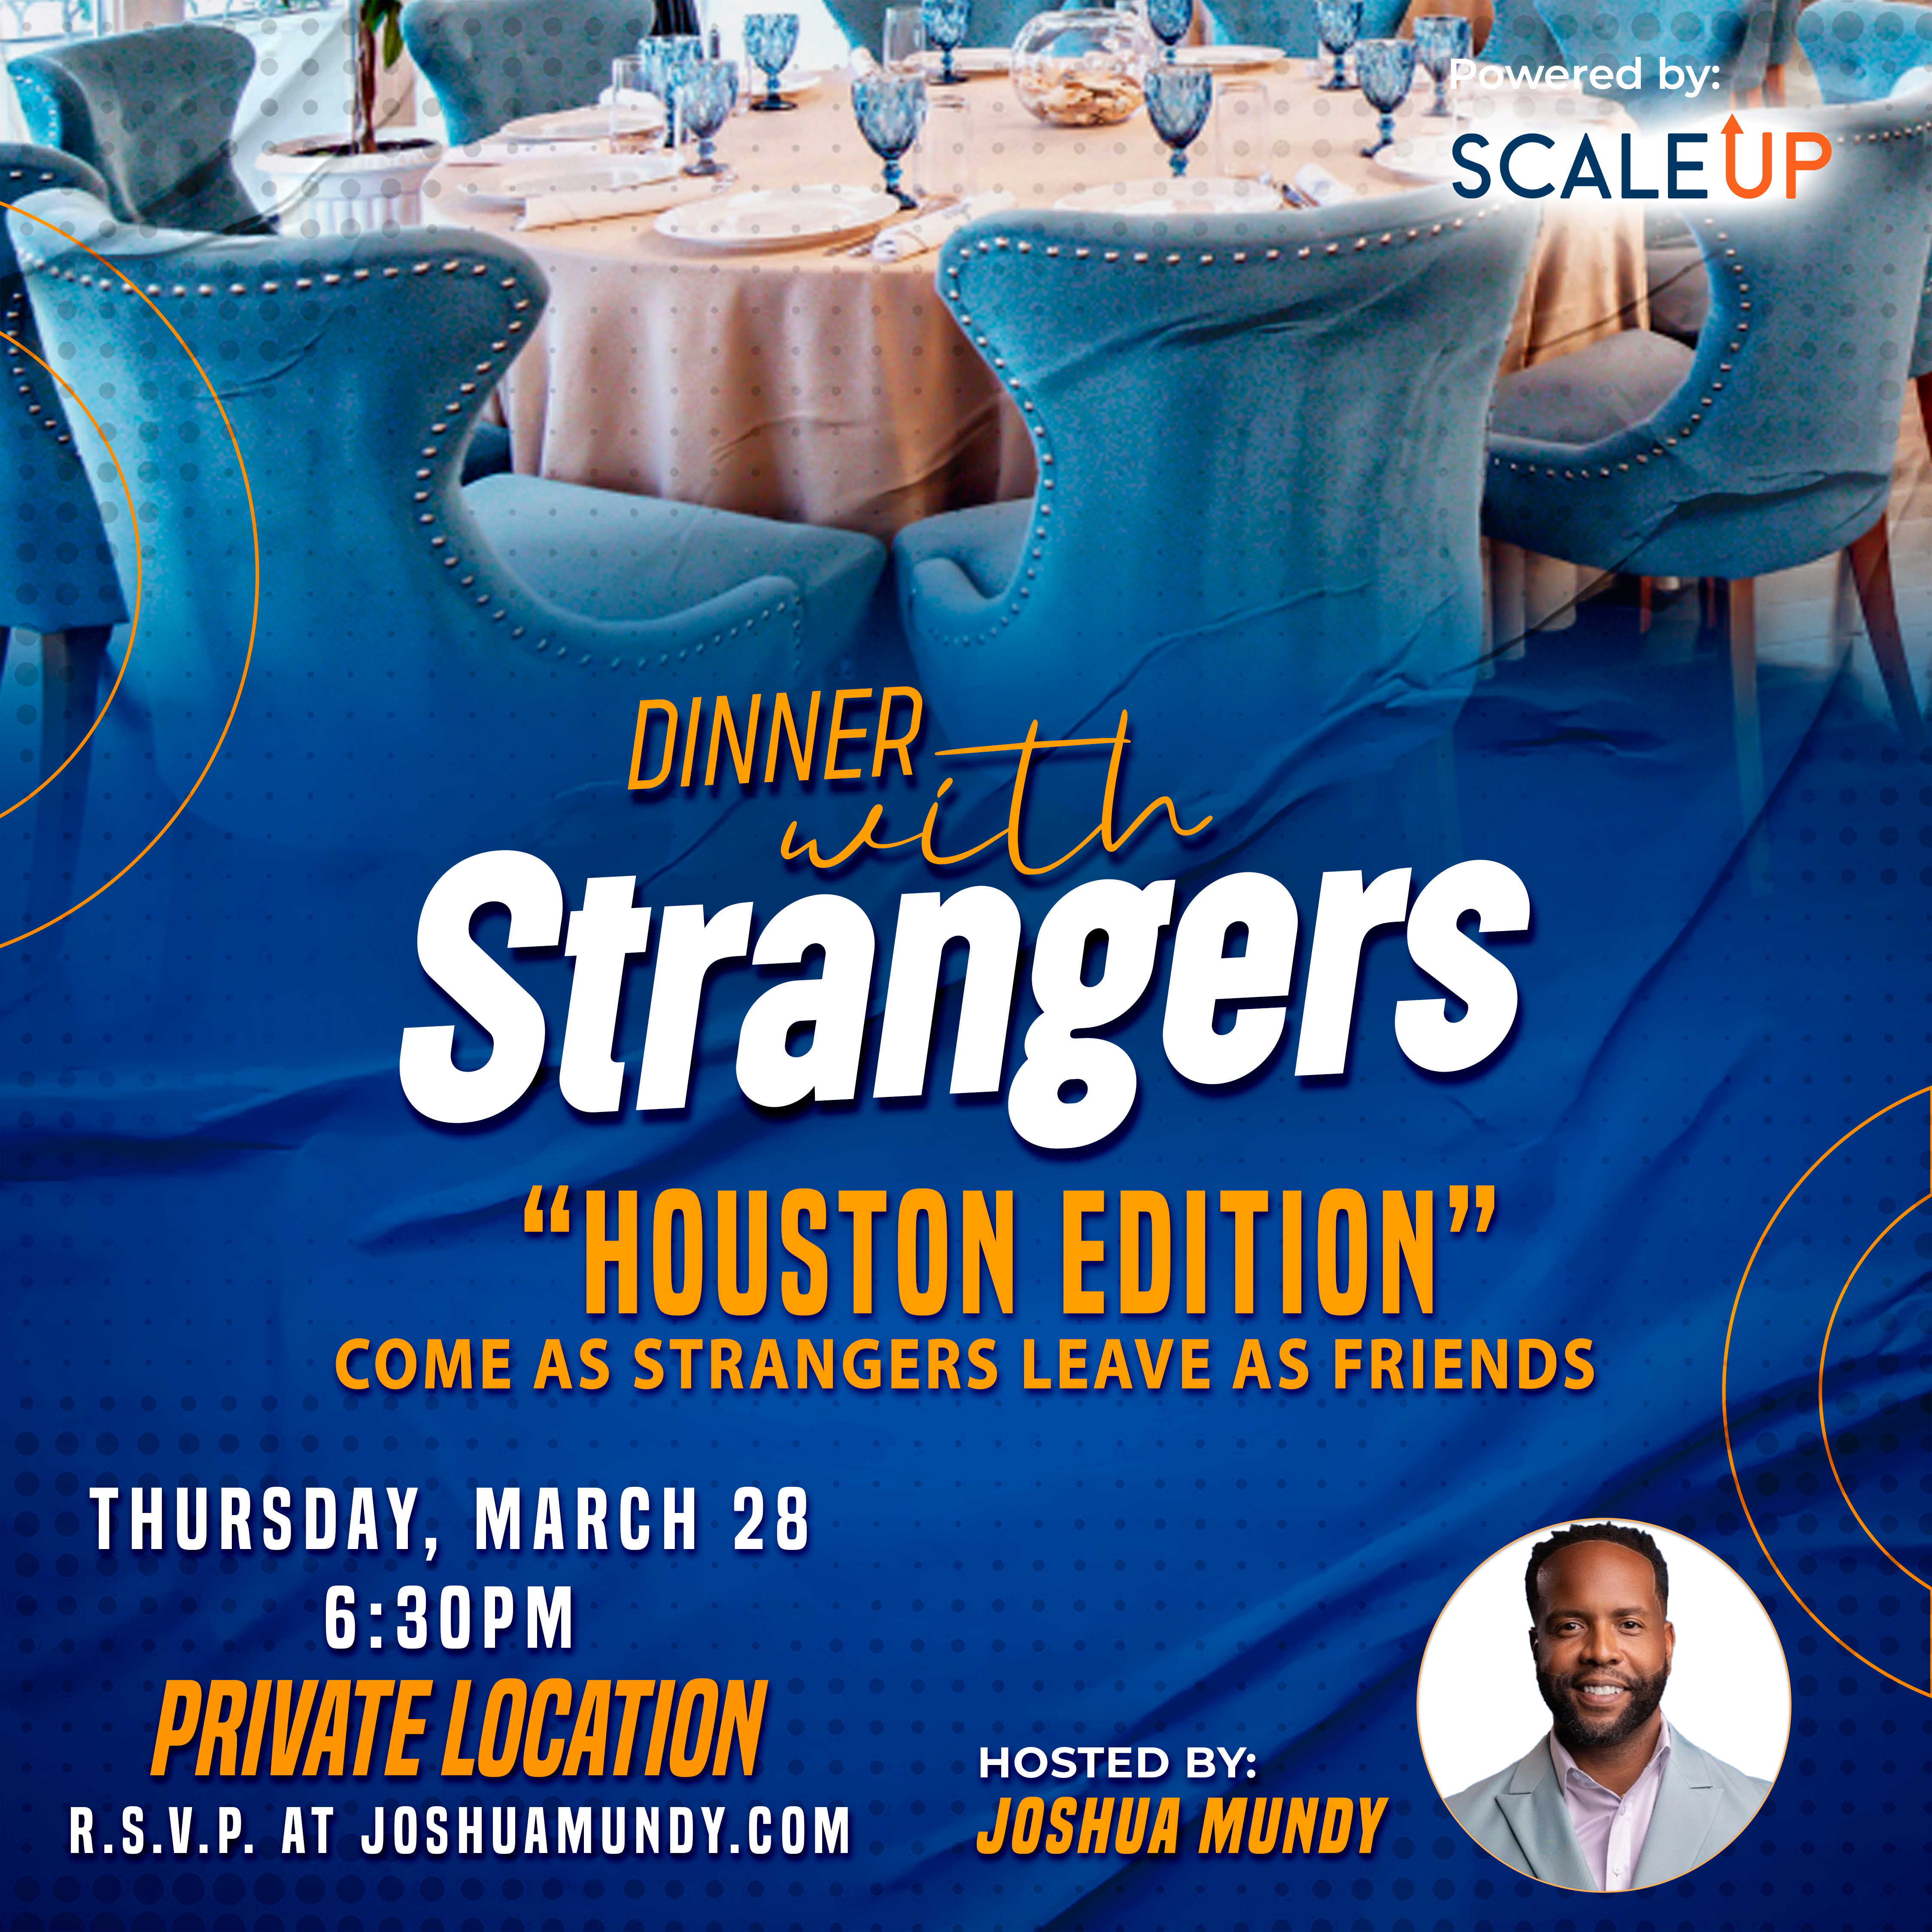 Powered by:
SCALEUP
DINNER
with
Strangers
“HOUSTON EDITION”
COME AS STRANGERS LEAVE AS FRIENDS
THURSDAY, MARCH 28
6:30PM
PRIVATE LOCATION
R.S.V.P. AT JOSHUAMUNDY.COM
HOSTED BY:
JOSHUA MUNDY